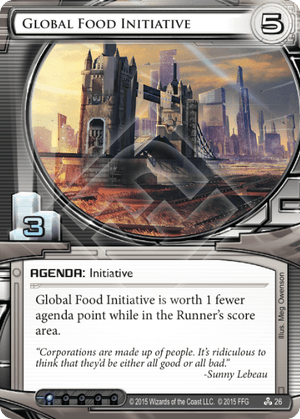 GLOBAL FOOD INITIATIVE
5
3
AGENDA: Initiative
Global Food Initiative is worth 1 fewer
agenda point while in the Runner's score
area.
"Corporations are made up of people. It's ridiculous to
think that they'd be either all good or all bad."
-Sunny Lebeau
Illus. Meg Owenson
© 2015 Wizards of the Coast LLC. © 2015 FFG
26